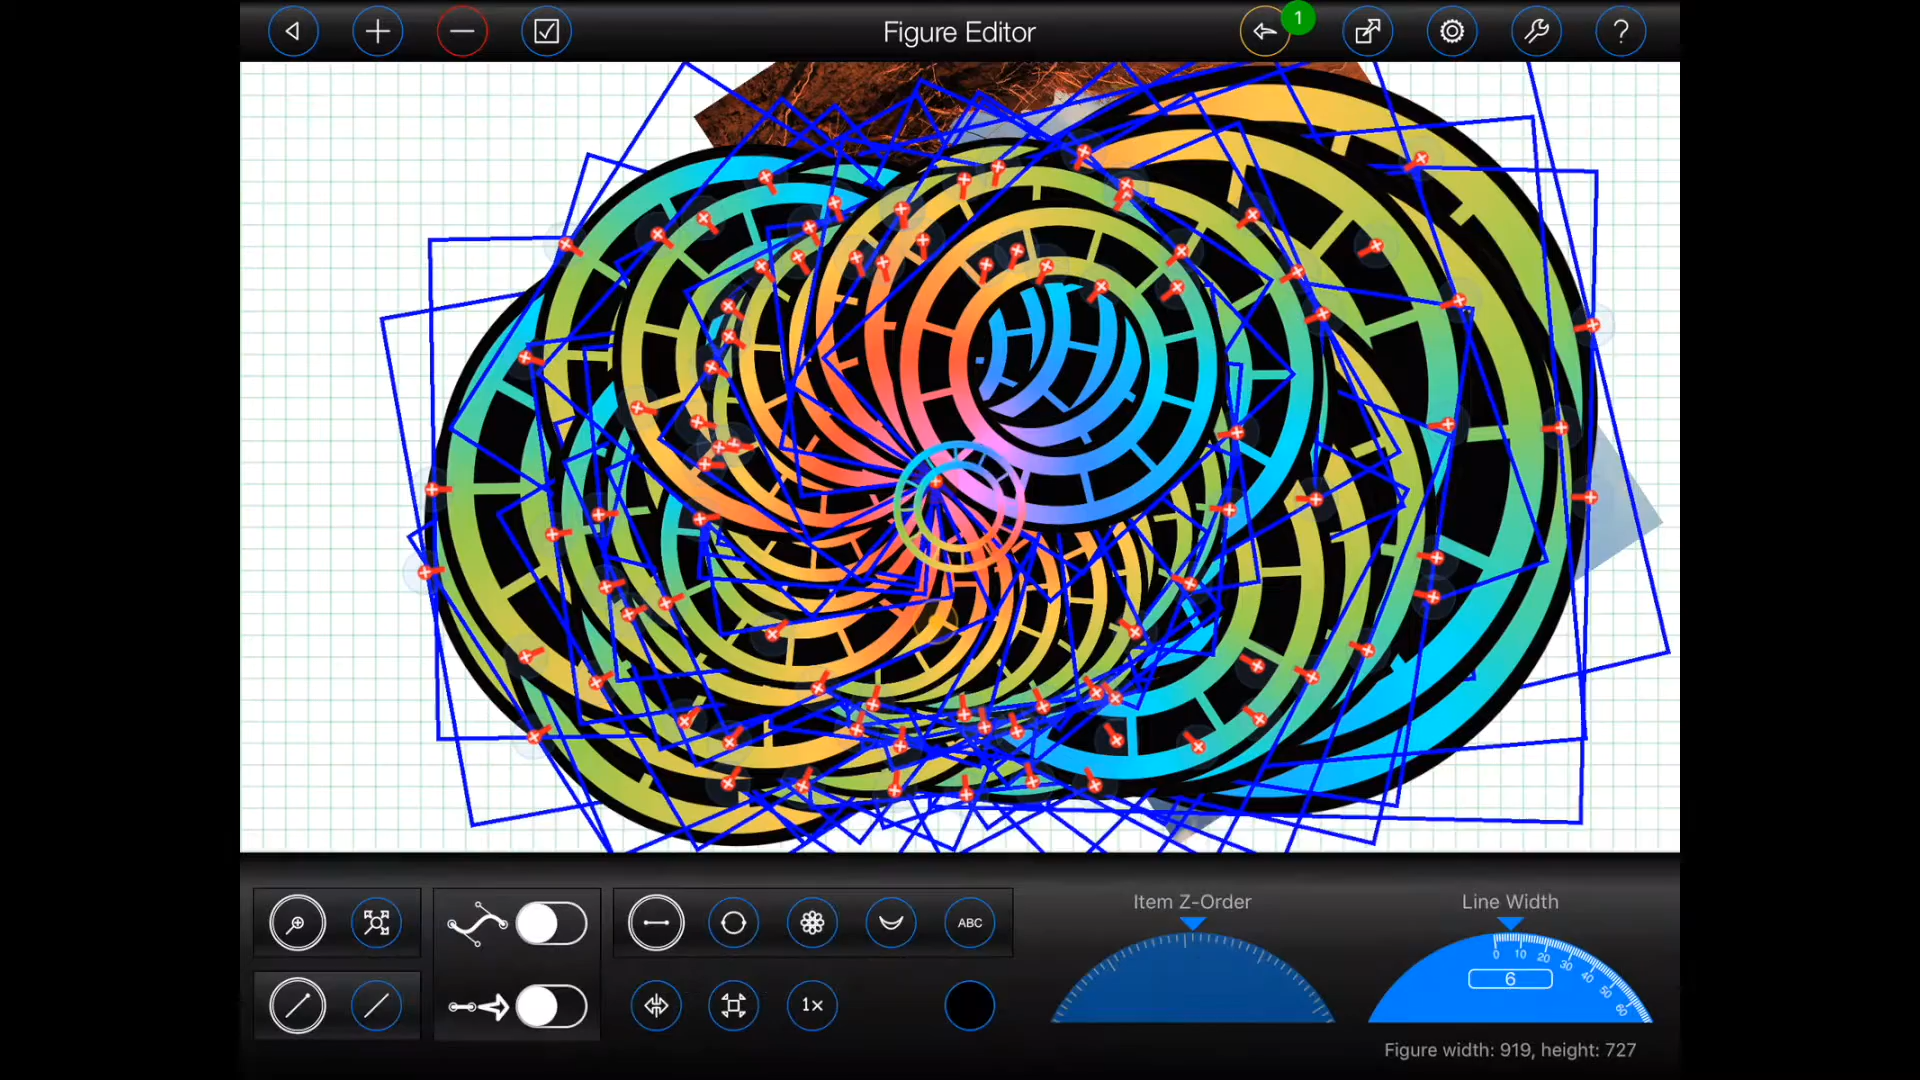 Figure Editor
1
?
ABC
1×
Item Z-Order
Line Width
0 10 20 30 40 50 60
6
Figure width: 919, height: 727